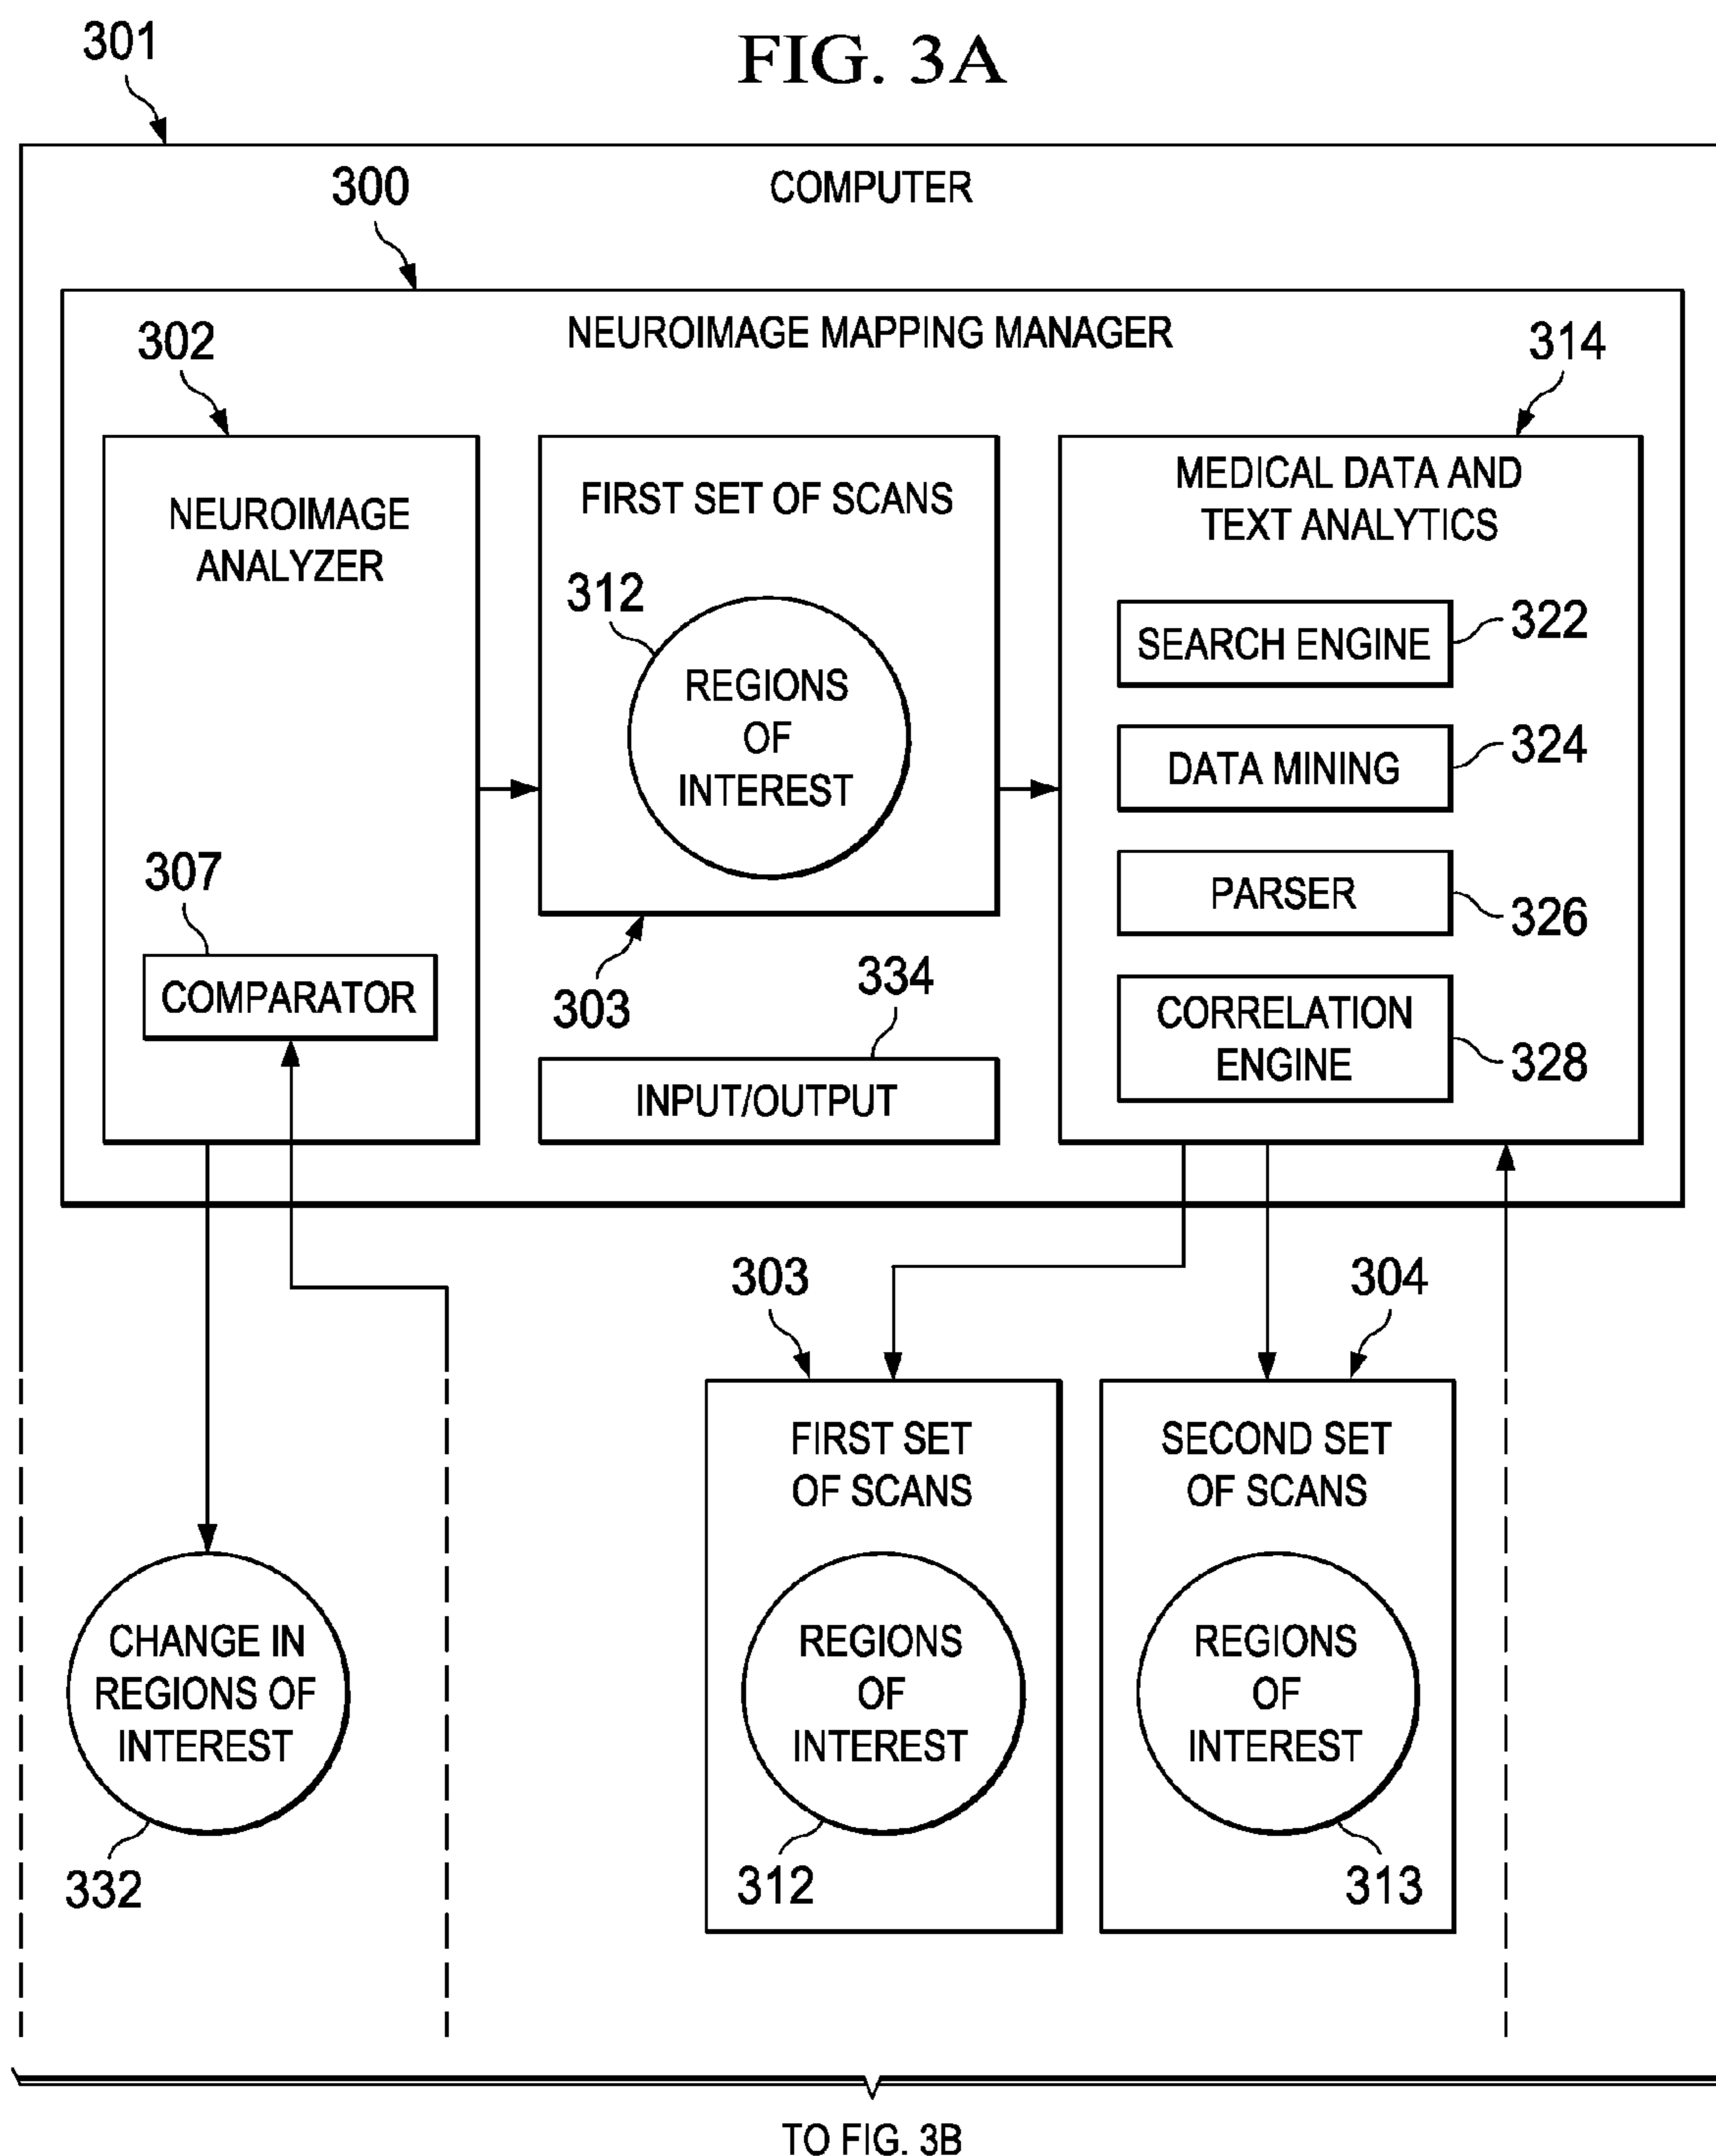 FIG. 3A
301
COMPUTER
300
NEUROIMAGE MAPPING MANAGER
302
314
NEUROIMAGE
ANALYZER
FIRST SET OF SCANS
MEDICAL DATA AND
TEXT ANALYTICS
312
REGIONS
OF
INTEREST
SEARCH ENGINE
322
DATA MINING
324
PARSER
326
CORRELATION
ENGINE
328
307
COMPARATOR
303
334
INPUT/OUTPUT
303
304
FIRST SET
OF SCANS
SECOND SET
OF SCANS
CHANGE IN
REGIONS OF
INTEREST
REGIONS
OF
INTEREST
REGIONS
OF
INTEREST
332
312
313
TO FIG. 3B